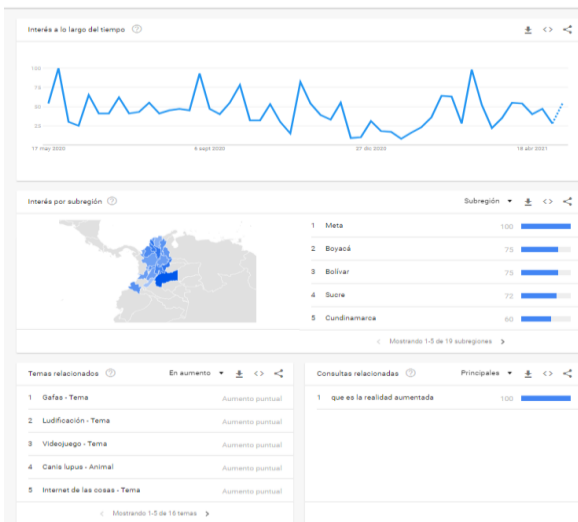 Interés a lo largo del tiempo
100
75
50
25
17 may 2020
6 sept 2020
27 dic 2020
18 abr 2021
Interés por subregión
Subregión
1 Meta 100
2 Boyacá 75
3 Bolívar 75
4 Sucre 72
5 Cundinamarca 60
Mostrando 1-5 de 19 subregiones
Temas relacionados
En aumento
1 Gafas - Tema Aumento puntual
2 Ludificación - Tema Aumento puntual
3 Videojuego - Tema Aumento puntual
4 Canis lupus - Animal Aumento puntual
5 Internet de las cosas - Tema Aumento puntual
Mostrando 1-5 de 16 temas
Consultas relacionadas
Principales
1 que es la realidad aumentada 100